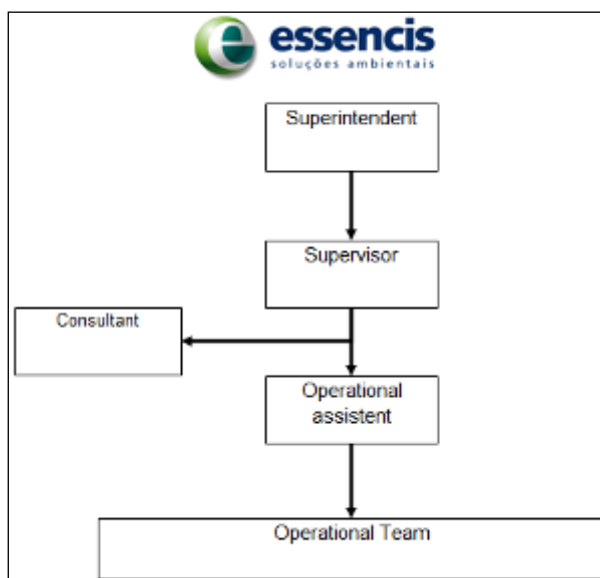 essencis
soluções ambientais
Superintendent
Supervisor
Consultant
Operational
assistent
Operational Team